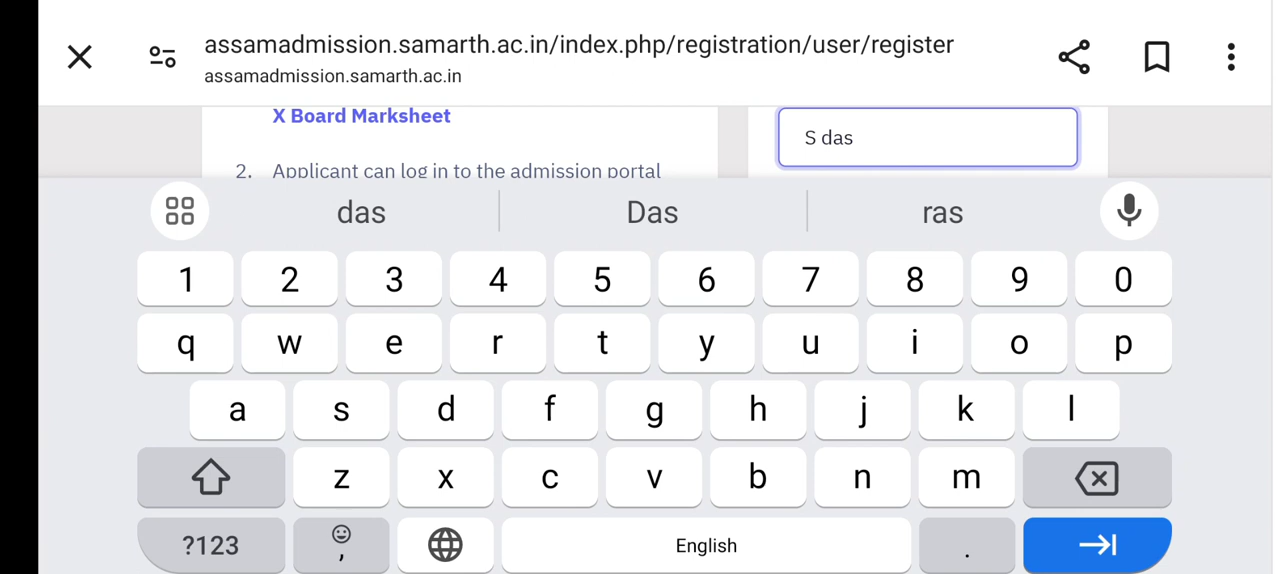 assamadmission.samarth.ac.in/index.php/registration/user/register
assamadmission.samarth.ac.in
X Board Marksheet
S das
2. Applicant can log in to the admission portal
das Das ras
1 2 3 4 5 6 7 8 9 0
q w e r t y u i o p
a s d f g h j k l
z x c v b n m
?123 , English .